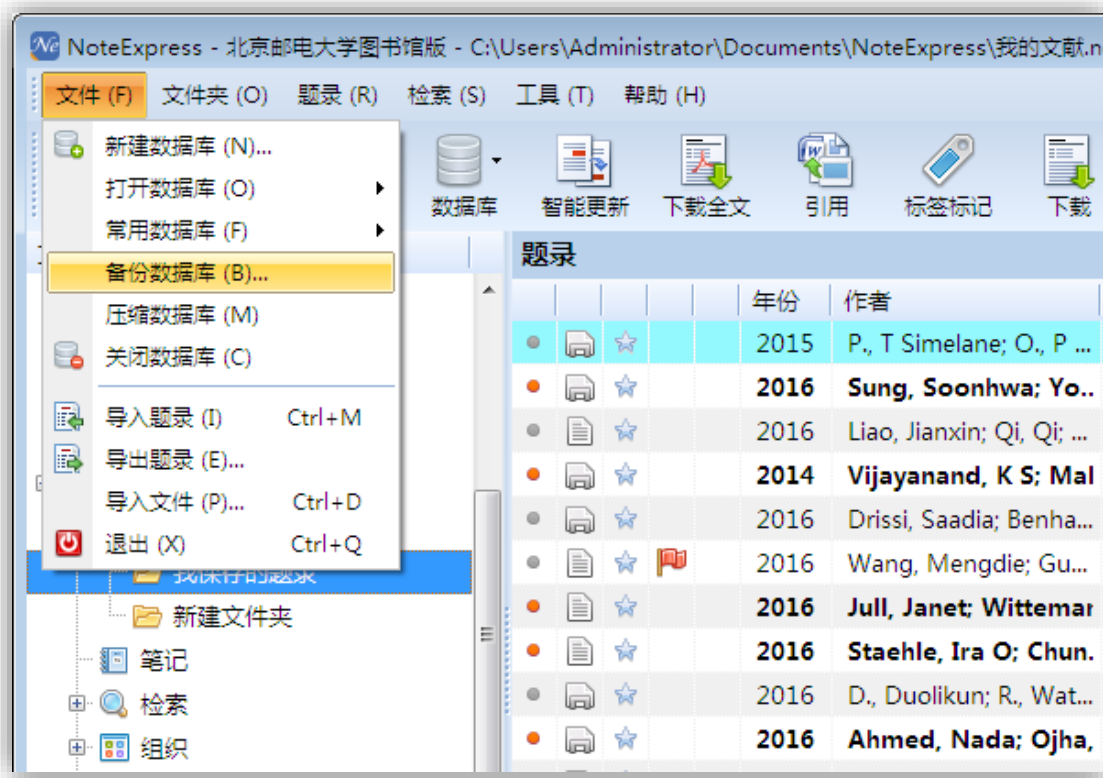 NoteExpress - 北京邮电大学图书馆版 - C:\Users\Administrator\Documents\NoteExpress\我的文献.n
文件 (F) 文件夹 (O) 题录 (R) 检索 (S) 工具 (T) 帮助 (H)
新建数据库 (N)...
打开数据库 (O)
常用数据库 (F)
备份数据库 (B)...
压缩数据库 (M)
关闭数据库 (C)
导入题录 (I) Ctrl+M
导出题录 (E)...
导入文件 (P)... Ctrl+D
退出 (X) Ctrl+Q
数据库 智能更新 下载全文 引用 标签标记 下载
题录
年份 作者
2015 P., T Simelane; O., P ...
2016 Sung, Soonhwa; Yo..
2016 Liao, Jianxin; Qi, Qi; ...
2014 Vijayanand, K S; Mal
2016 Drissi, Saadia; Benha...
2016 Wang, Mengdie; Gu...
2016 Jull, Janet; Witteman
2016 Staehle, Ira O; Chun.
2016 D., Duolikun; R., Wat...
2016 Ahmed, Nada; Ojha,
我保存的题录
新建文件夹
笔记
检索
组织